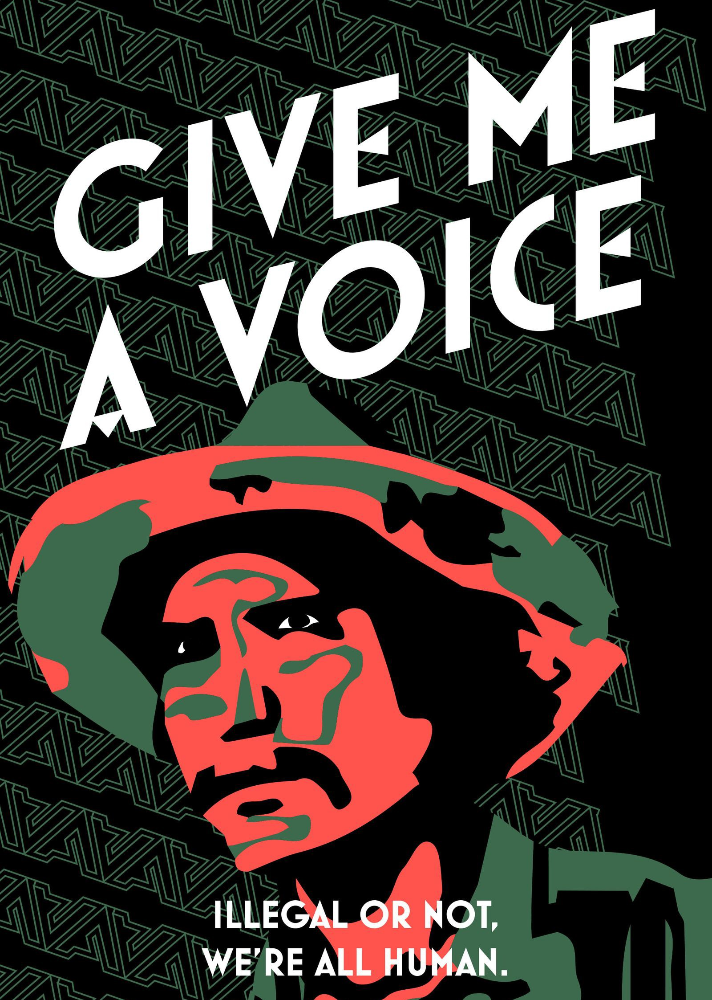 GIVE ME
A VOICE
ILLEGAL OR NOT,
WE'RE ALL HUMAN.